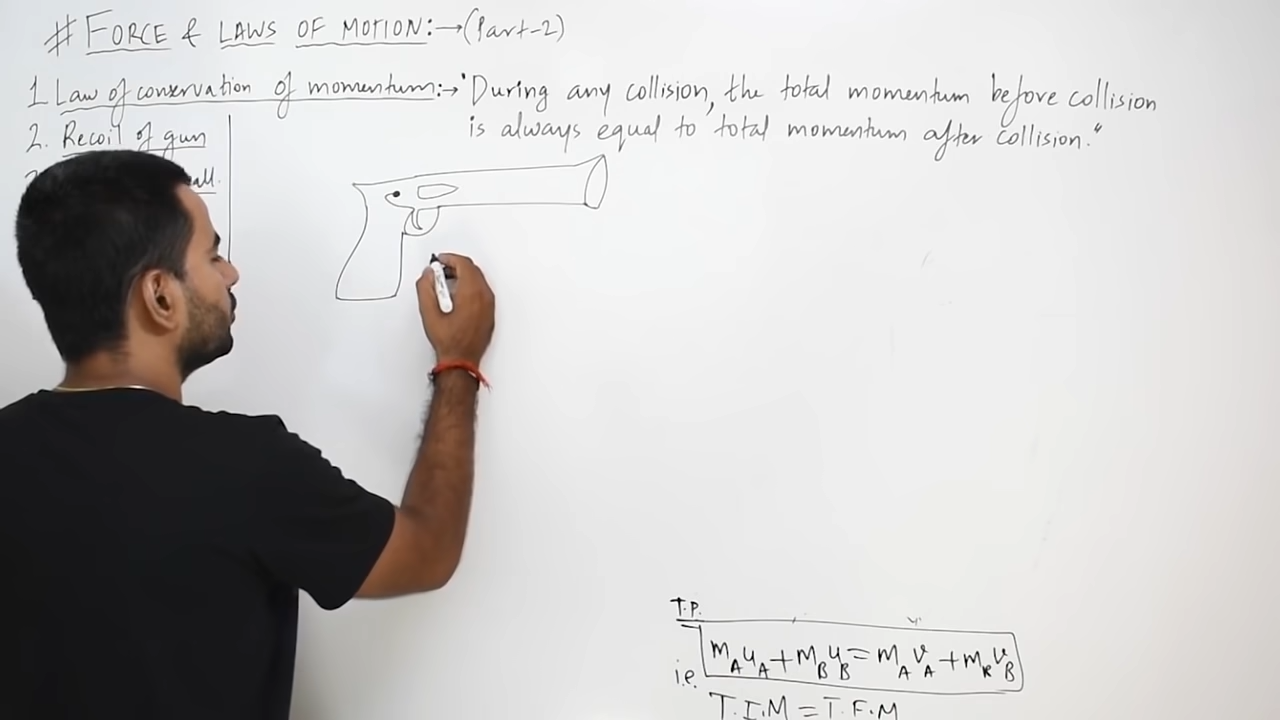 # FORCE & LAWS OF MOTION:→(Part-2)
1 Law of conservation of momentum:→"During any collision, the total momentum before collision
is always equal to total momentum after collision."
2. Recoil of gun
T.P.
i.e. m_A u_A + m_B u_B = m_A v_A + m_B v_B
T.I.M = T.F.M